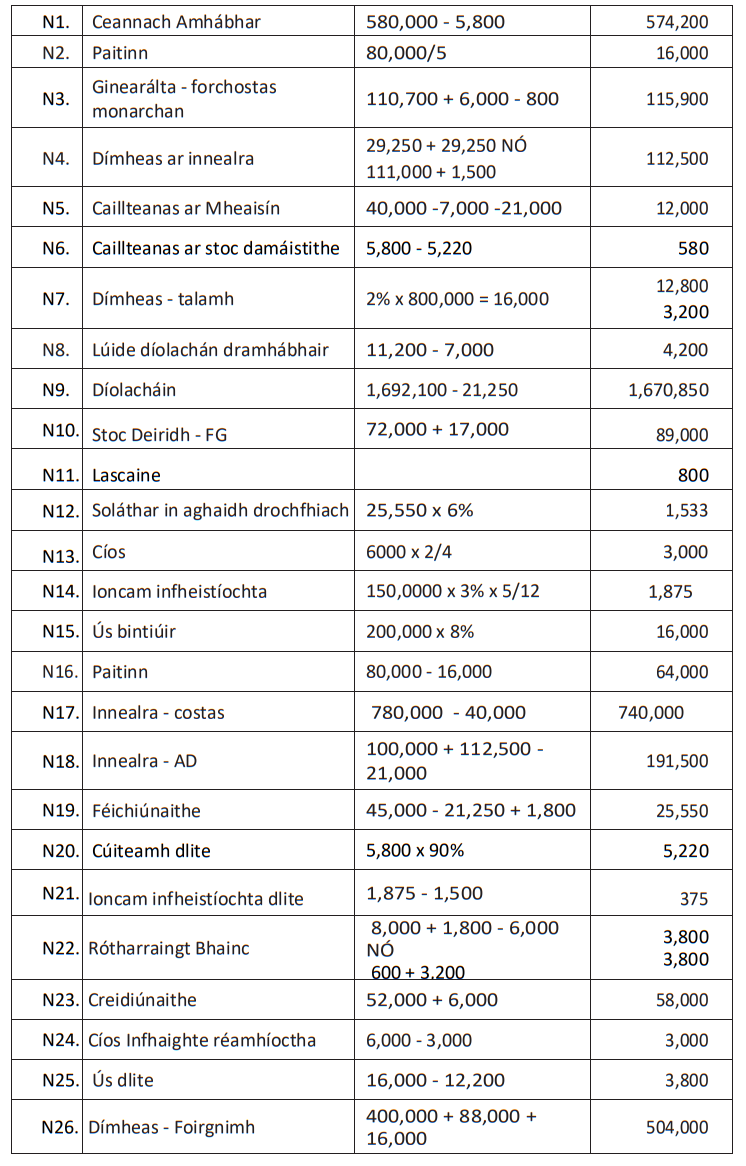 N1. Ceannach Amhábhar 580,000 - 5,800 574,200
N2. Paitinn 80,000/5 16,000
N3. Ginearálta - forchostas
monarchan 110,700 + 6,000 - 800 115,900
N4. Dímheas ar innealra 29,250 + 29,250 NÓ
111,000 + 1,500 112,500
N5. Caillteanas ar Mheaisín 40,000 -7,000 -21,000 12,000
N6. Caillteanas ar stoc damáistithe 5,800 - 5,220 580
N7. Dímheas - talamh 2% x 800,000 = 16,000 12,800
3,200
N8. Lúide díolachán dramhábhair 11,200 - 7,000 4,200
N9. Díolacháin 1,692,100 - 21,250 1,670,850
N10. Stoc Deiridh - FG 72,000 + 17,000 89,000
N11. Lascaine 800
N12. Soláthar in aghaidh drochfhiach 25,550 x 6% 1,533
N13. Cíos 6000 x 2/4 3,000
N14. Ioncam infheistíochta 150,0000 x 3% x 5/12 1,875
N15. Ús bintiúir 200,000 x 8% 16,000
N16. Paitinn 80,000 - 16,000 64,000
N17. Innealra - costas 780,000 - 40,000 740,000
N18. Innealra - AD 100,000 + 112,500 -
21,000 191,500
N19. Féichiúnaithe 45,000 - 21,250 + 1,800 25,550
N20. Cúiteamh dlite 5,800 x 90% 5,220
N21. Ioncam infheistíochta dlite 1,875 - 1,500 375
N22. Rótharraingt Bhainc 8,000 + 1,800 - 6,000
NÓ
600 + 3.200 3,800
3,800
N23. Creidiúnaithe 52,000 + 6,000 58,000
N24. Cíos Infhaighte réamhíoctha 6,000 - 3,000 3,000
N25. Ús dlite 16,000 - 12,200 3,800
N26. Dímheas - Foirgnimh 400,000 + 88,000 +
16,000 504,000